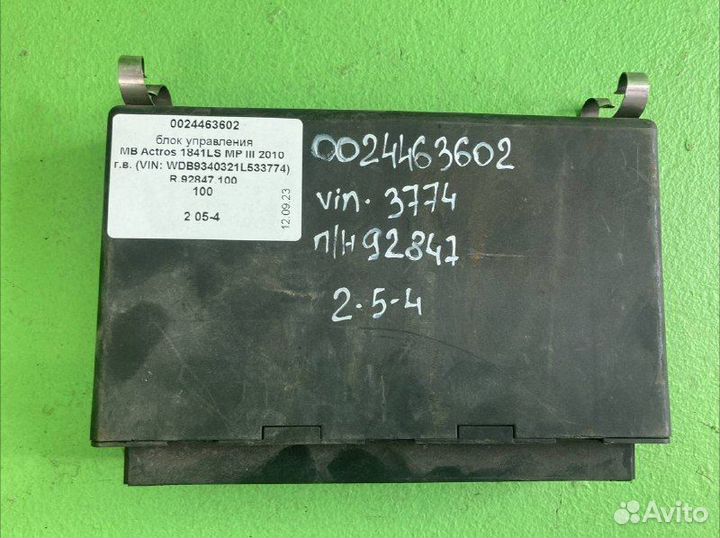 0024463602
блок управления
MB Actros 1841LS MP III 2010
г.в. (VIN: WDB9340321L533774)
R.92847.100
100
2 05-4
12.09.23
0024463602
vin. 3774
п/н 92847
2-5-4
Avito